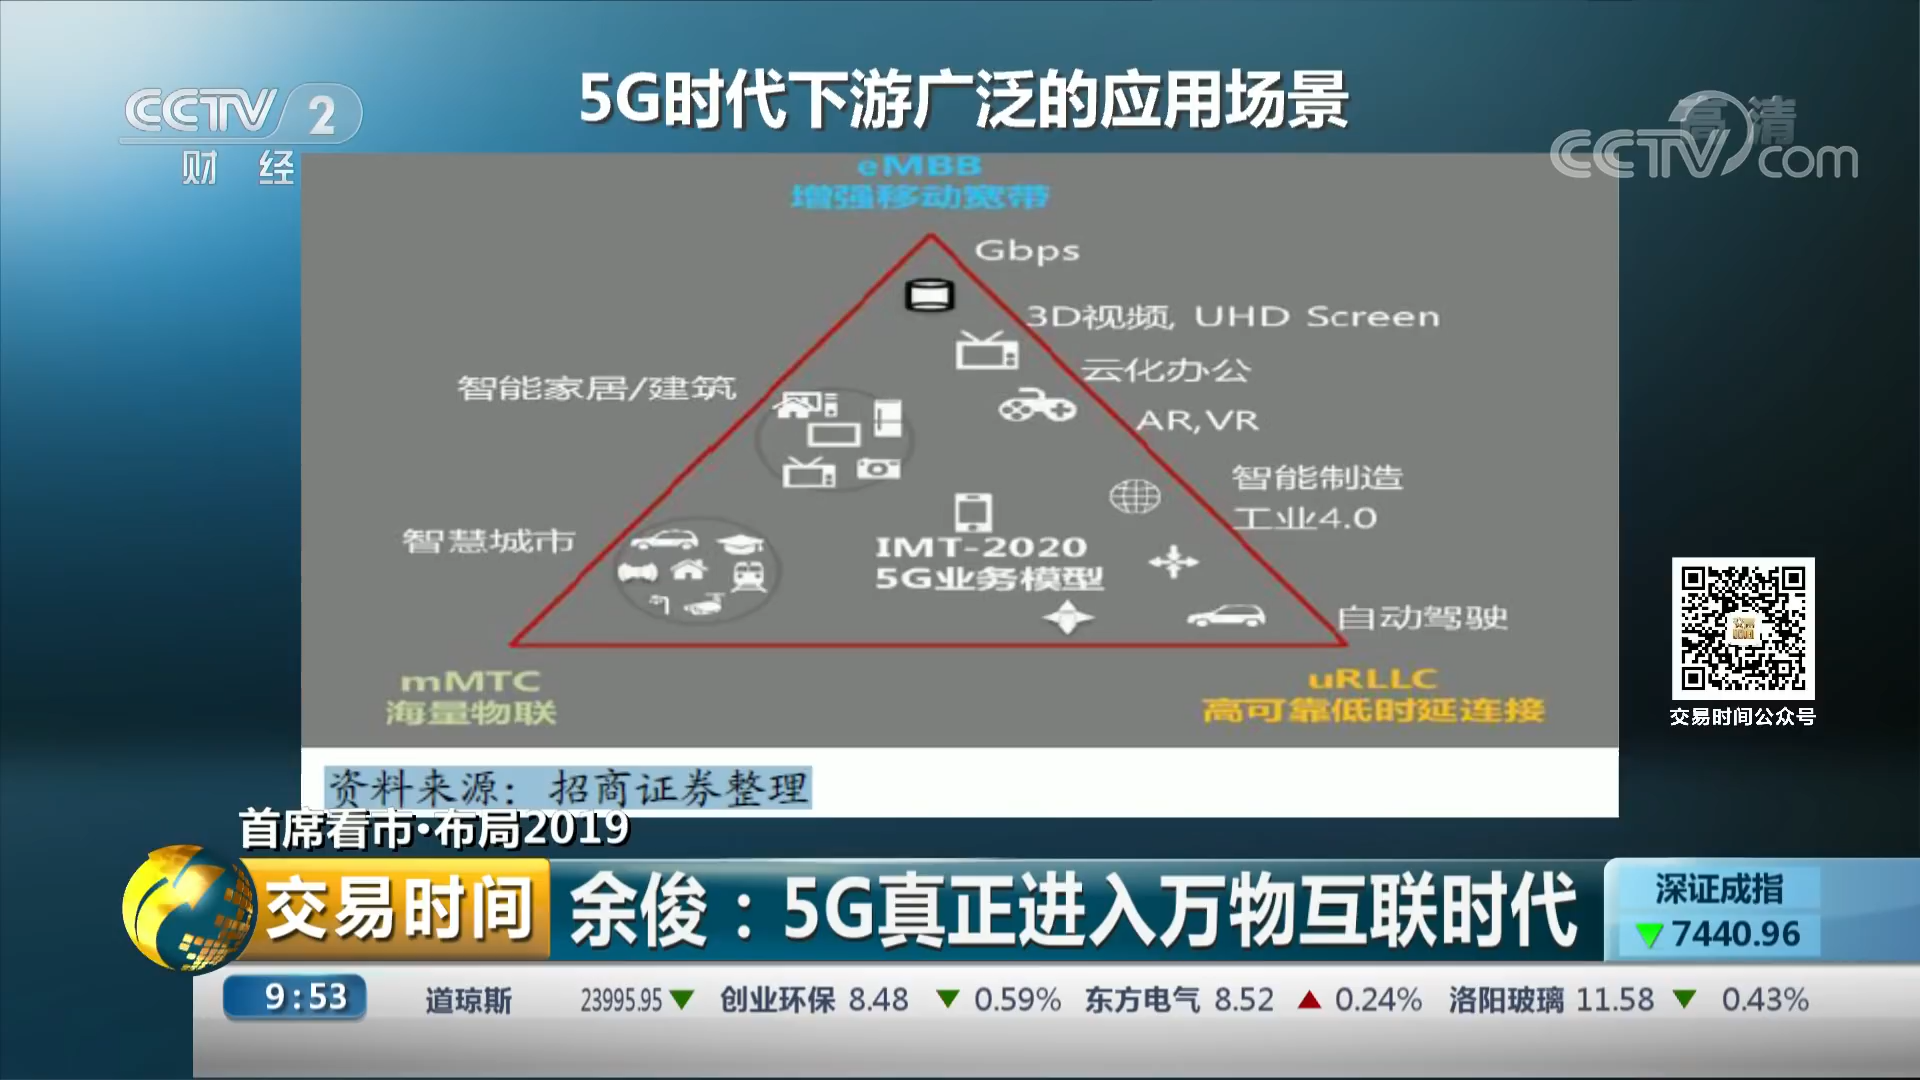 5G时代下游广泛的应用场景
CCTV 2
财 经
高清
CCTV.com
eMBB
增强移动宽带
Gbps
3D视频, UHD Screen
云化办公
智能家居/建筑
AR,VR
智能制造
工业4.0
智慧城市
IMT-2020
5G业务模型
自动驾驶
mMTC
海量物联
uRLLC
高可靠低时延连接
交易时间公众号
资料来源：招商证券整理
首席看市·布局2019
交易时间
余俊：5G真正进入万物互联时代
深证成指
▼7440.96
9:53 道琼斯 23995.95▼ 创业环保 8.48 ▼ 0.59% 东方电气 8.52 ▲ 0.24% 洛阳玻璃 11.58 ▼ 0.43%